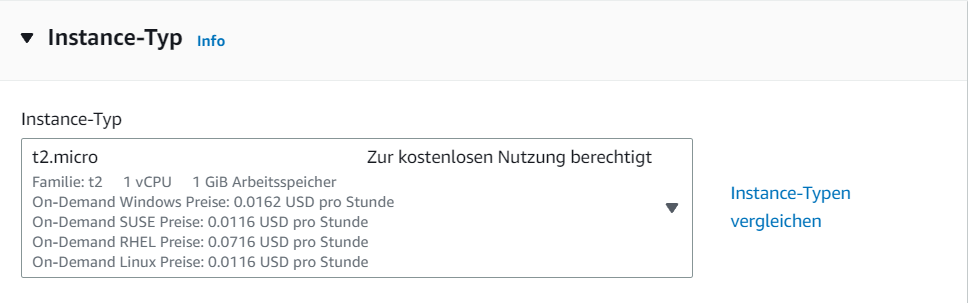 Instance-Typ Info
Instance-Typ
t2.micro Zur kostenlosen Nutzung berechtigt
Familie: t2 1 vCPU 1 GiB Arbeitsspeicher
On-Demand Windows Preise: 0.0162 USD pro Stunde
On-Demand SUSE Preise: 0.0116 USD pro Stunde
On-Demand RHEL Preise: 0.0716 USD pro Stunde
On-Demand Linux Preise: 0.0116 USD pro Stunde
Instance-Typen
vergleichen